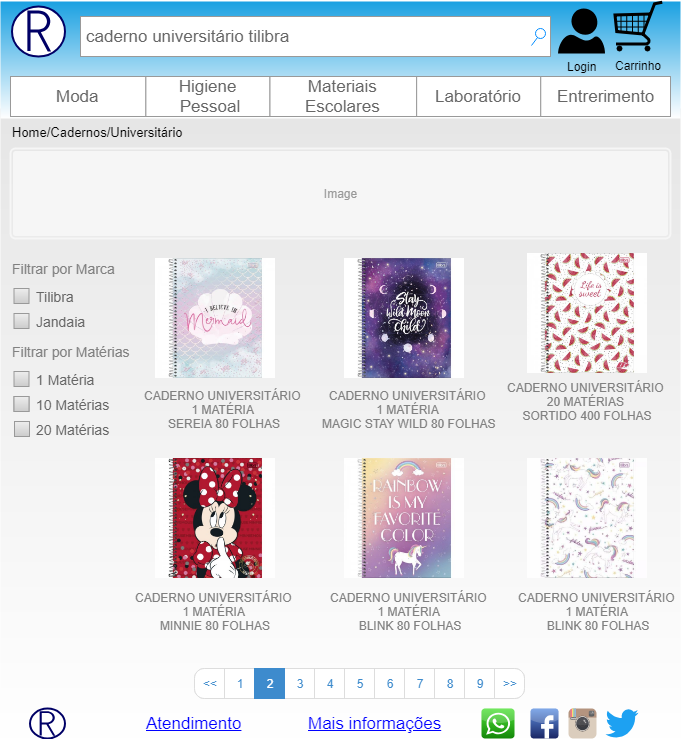 R
caderno universitário tilibra
Login
Carrinho
Moda
Higiene
Pessoal
Materiais
Escolares
Laboratório
Entrerimento
Home/Cadernos/Universitário
Image
Filtrar por Marca
Tilibra
Jandaia
Filtrar por Matérias
1 Matéria
10 Matérias
20 Matérias
I BELIEVE IN
Mermaid
CADERNO UNIVERSITÁRIO
1 MATÉRIA
SEREIA 80 FOLHAS
Stay
Wild Moon
Child
CADERNO UNIVERSITÁRIO
1 MATÉRIA
MAGIC STAY WILD 80 FOLHAS
Life is
sweet
CADERNO UNIVERSITÁRIO
20 MATÉRIAS
SORTIDO 400 FOLHAS
CADERNO UNIVERSITÁRIO
1 MATÉRIA
MINNIE 80 FOLHAS
RAINBOW
IS MY
FAVORITE
COLOR
CADERNO UNIVERSITÁRIO
1 MATÉRIA
BLINK 80 FOLHAS
CADERNO UNIVERSITÁRIO
1 MATÉRIA
BLINK 80 FOLHAS
<< 1 2 3 4 5 6 7 8 9 >>
R
Atendimento
Mais informações